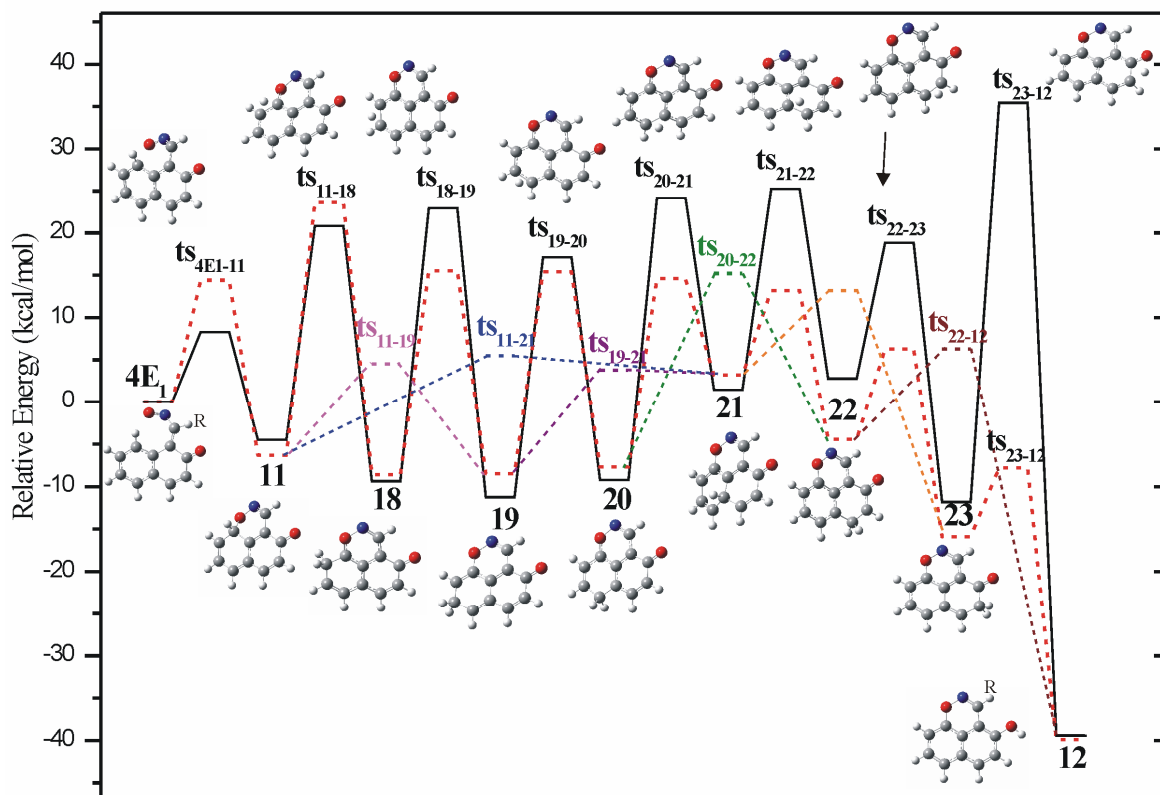 Relative Energy (kcal/mol)
40
30
20
10
0
-10
-20
-30
-40
4E1
ts4E1-11
11
ts11-18
ts11-19
18
ts18-19
ts11-21
19
ts19-20
ts19-21
20
ts20-21
ts20-22
21
ts21-22
22
ts22-23
ts22-12
23
ts23-12
ts23-12
12
R
R